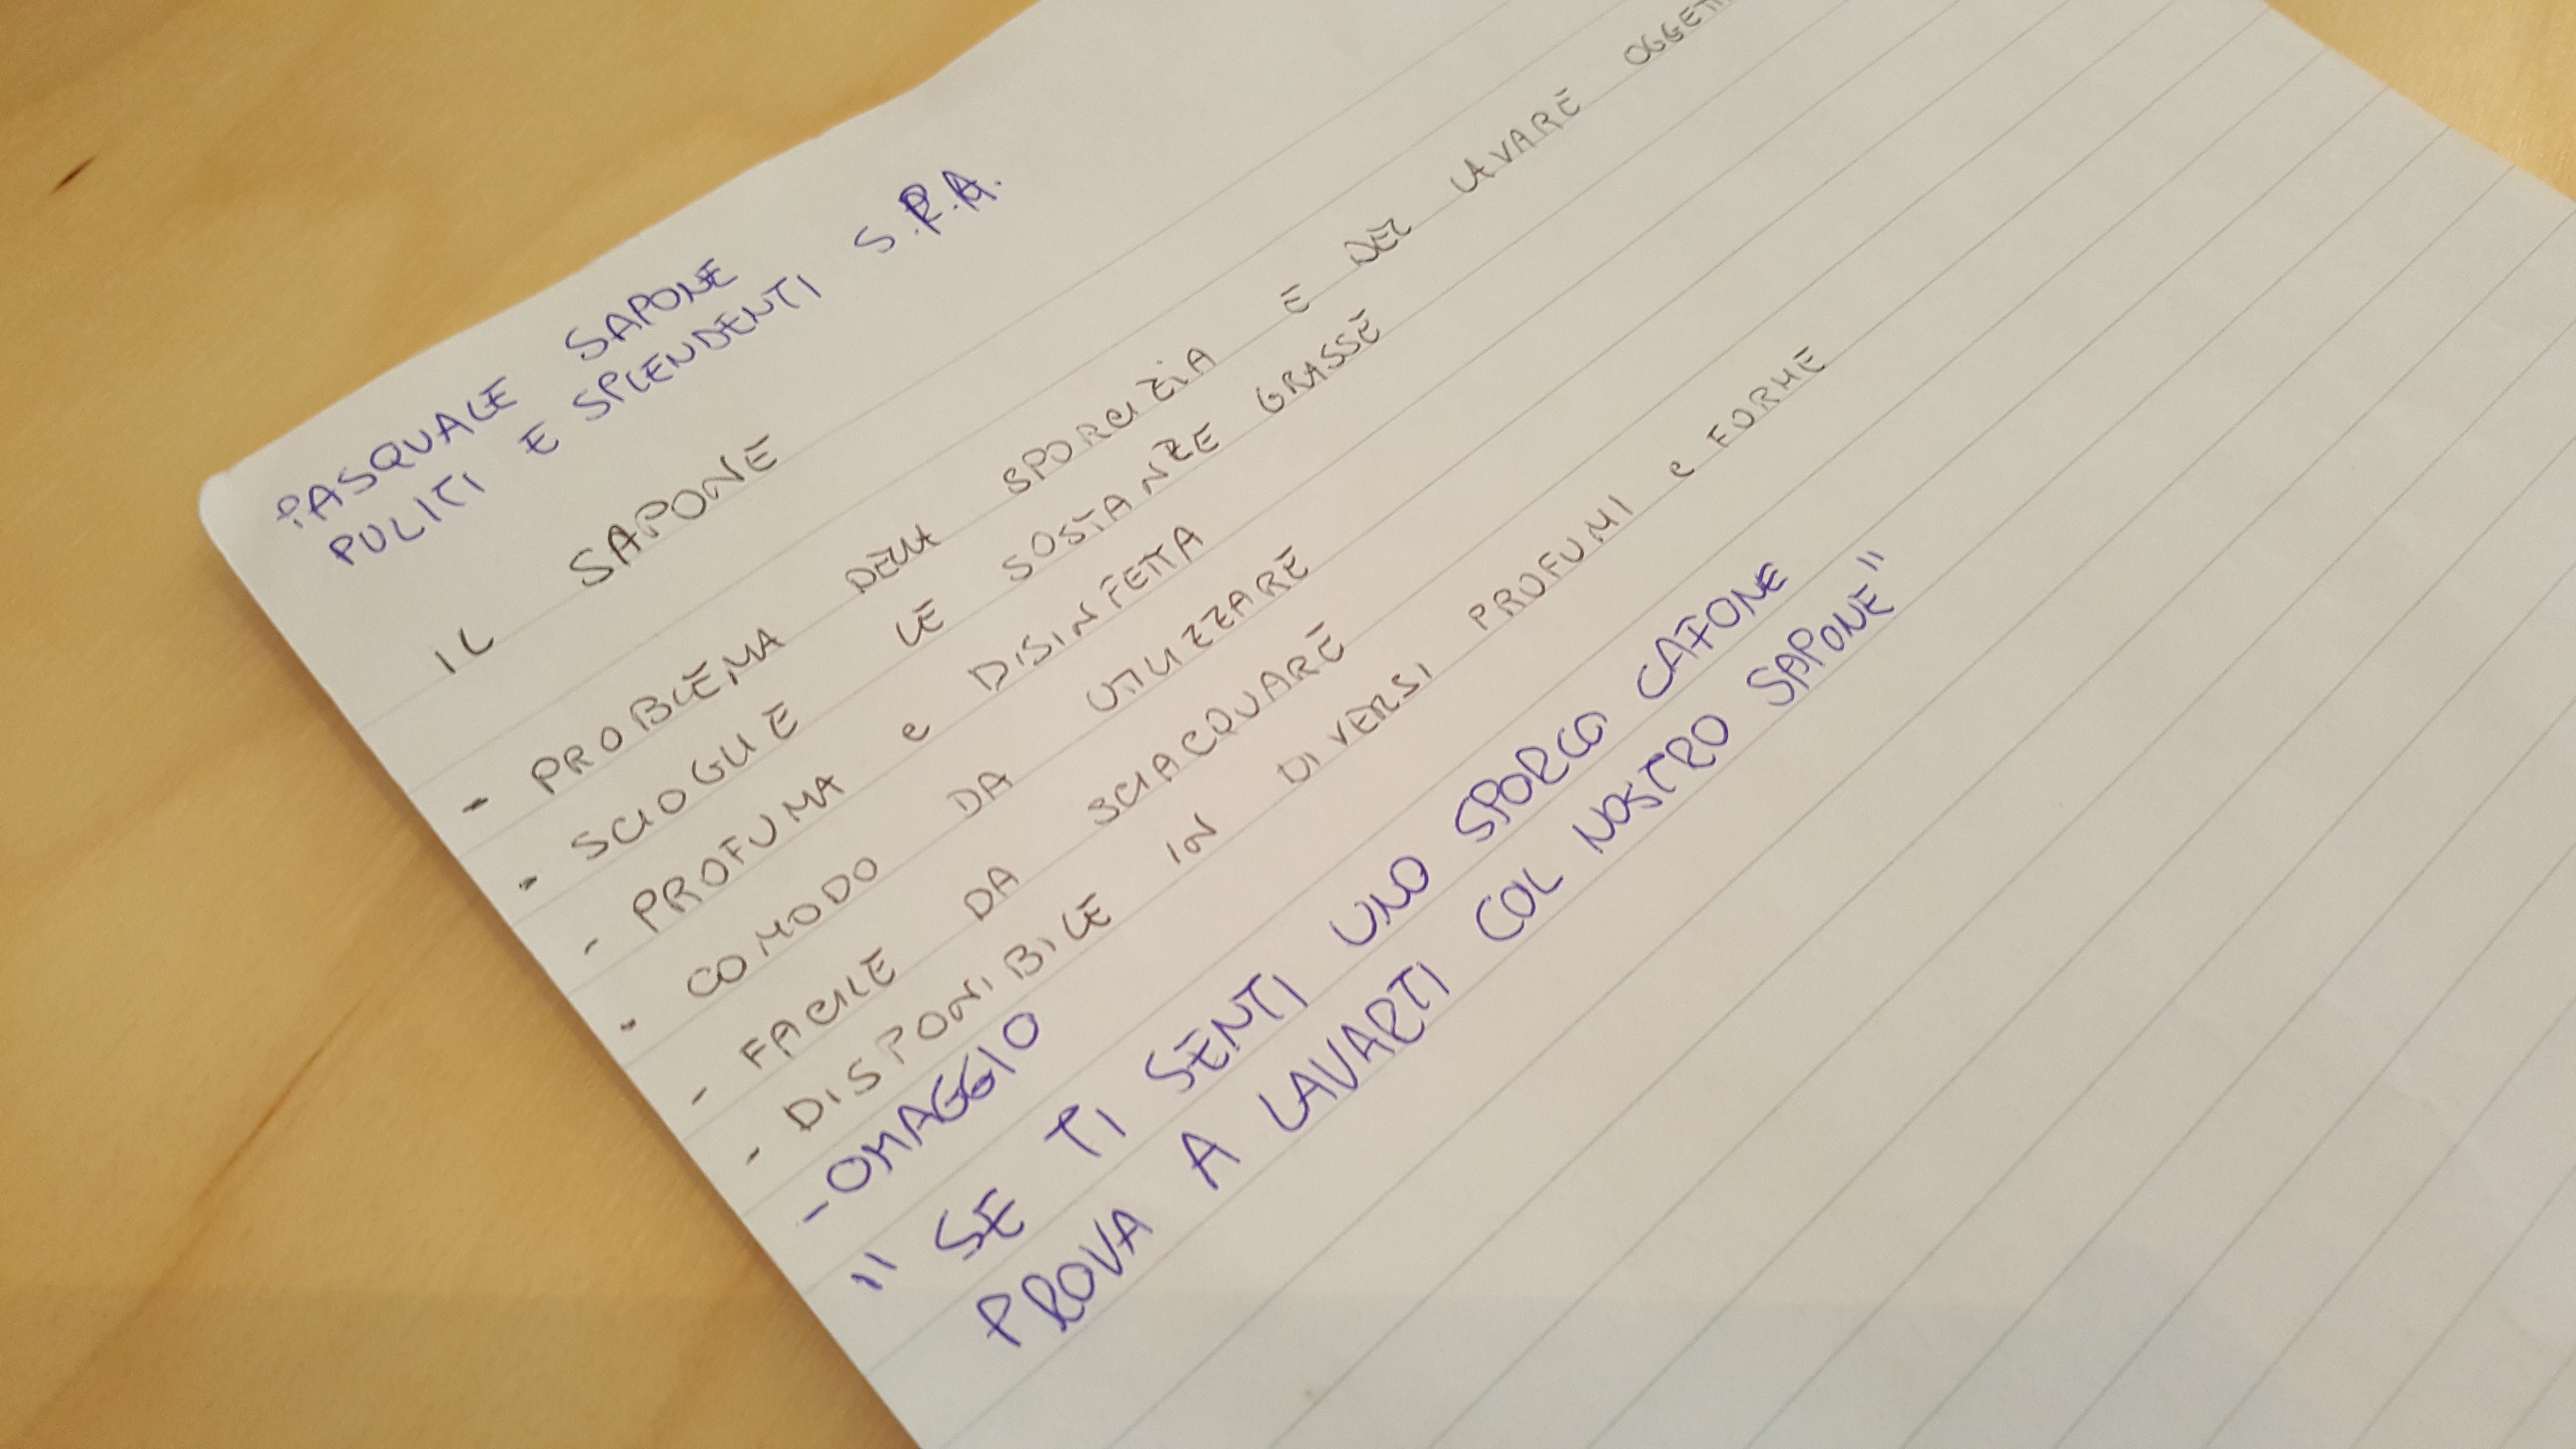 PASQUALE SAPONE
PULITI E SPLENDENTI S.P.A.
IL SAPONE
- PROBLEMA DELLA SPORCIZIA E DEL LAVARE OGGETT
- SCIOGLIE LE SOSTANZE GRASSE
- PROFUMA e DISINFETTA
- COMODO DA UTILIZZARE
- FACILE DA SCIACQUARE
- DISPONIBILE IN DIVERSI PROFUMI e FORME
- OMAGGIO
" SE TI SENTI UNO SPORCO CAFONE
PROVA A LAVARTI COL NOSTRO SAPONE"